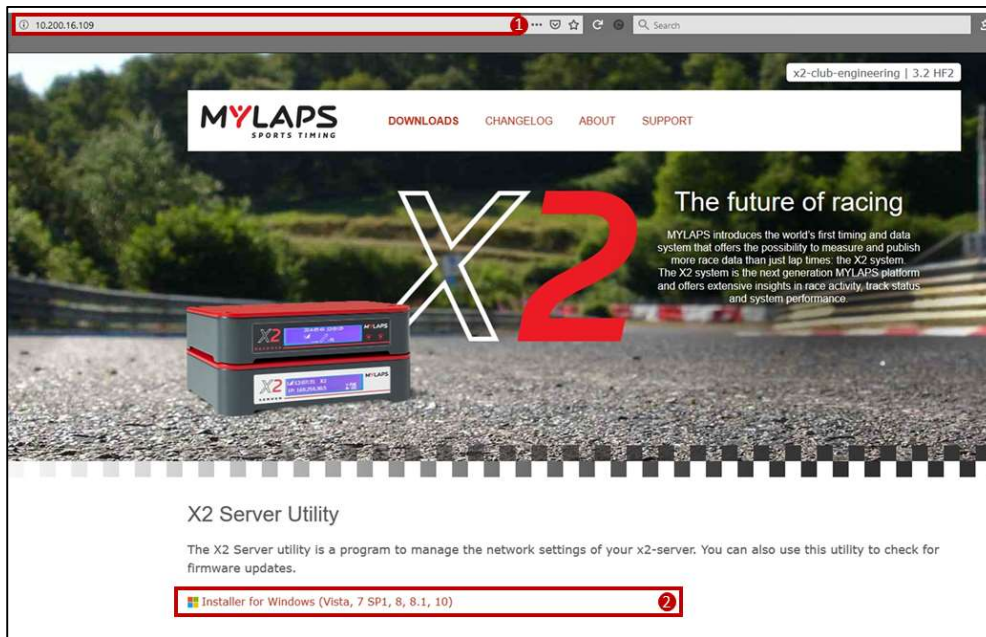 10.200.16.109
1
Search
x2-club-engineering | 3.2 HF2
MYLAPS
SPORTS TIMING
DOWNLOADS CHANGELOG ABOUT SUPPORT
X2
The future of racing
MYLAPS introduces the world's first timing and data
system that offers the possibility to measure and publish
more race data than just lap times: the X2 system.
The X2 system is the next generation MYLAPS platform
and offers extensive insights in race activity, track status
and system performance.
X2
MYLAPS
X2
MYLAPS
X2 Server Utility
The X2 Server utility is a program to manage the network settings of your x2-server. You can also use this utility to check for
firmware updates.
Installer for Windows (Vista, 7 SP1, 8, 8.1, 10)
2